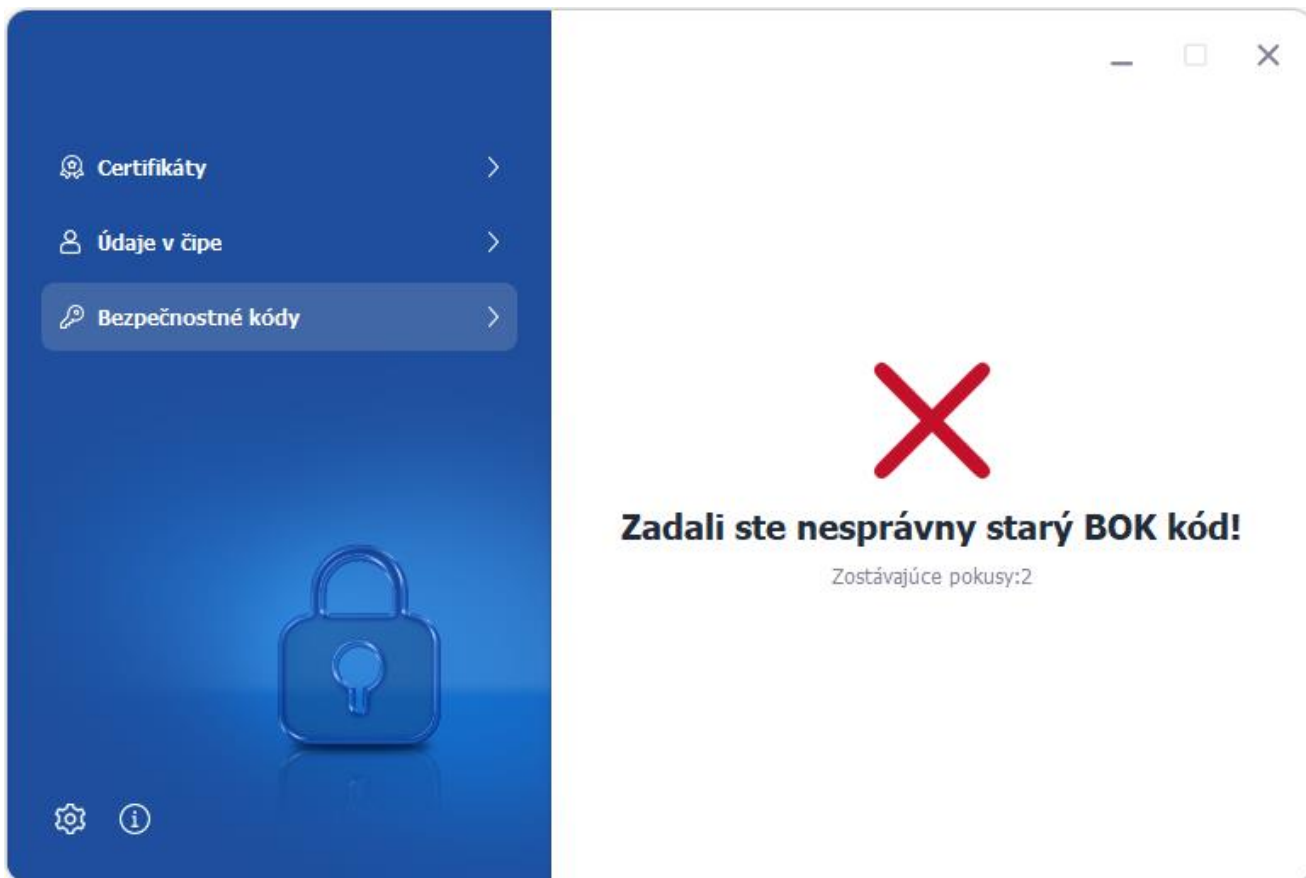 Certifikáty
Údaje v čipe
Bezpečnostné kódy
Zadali ste nesprávny starý BOK kód!
Zostávajúce pokusy:2